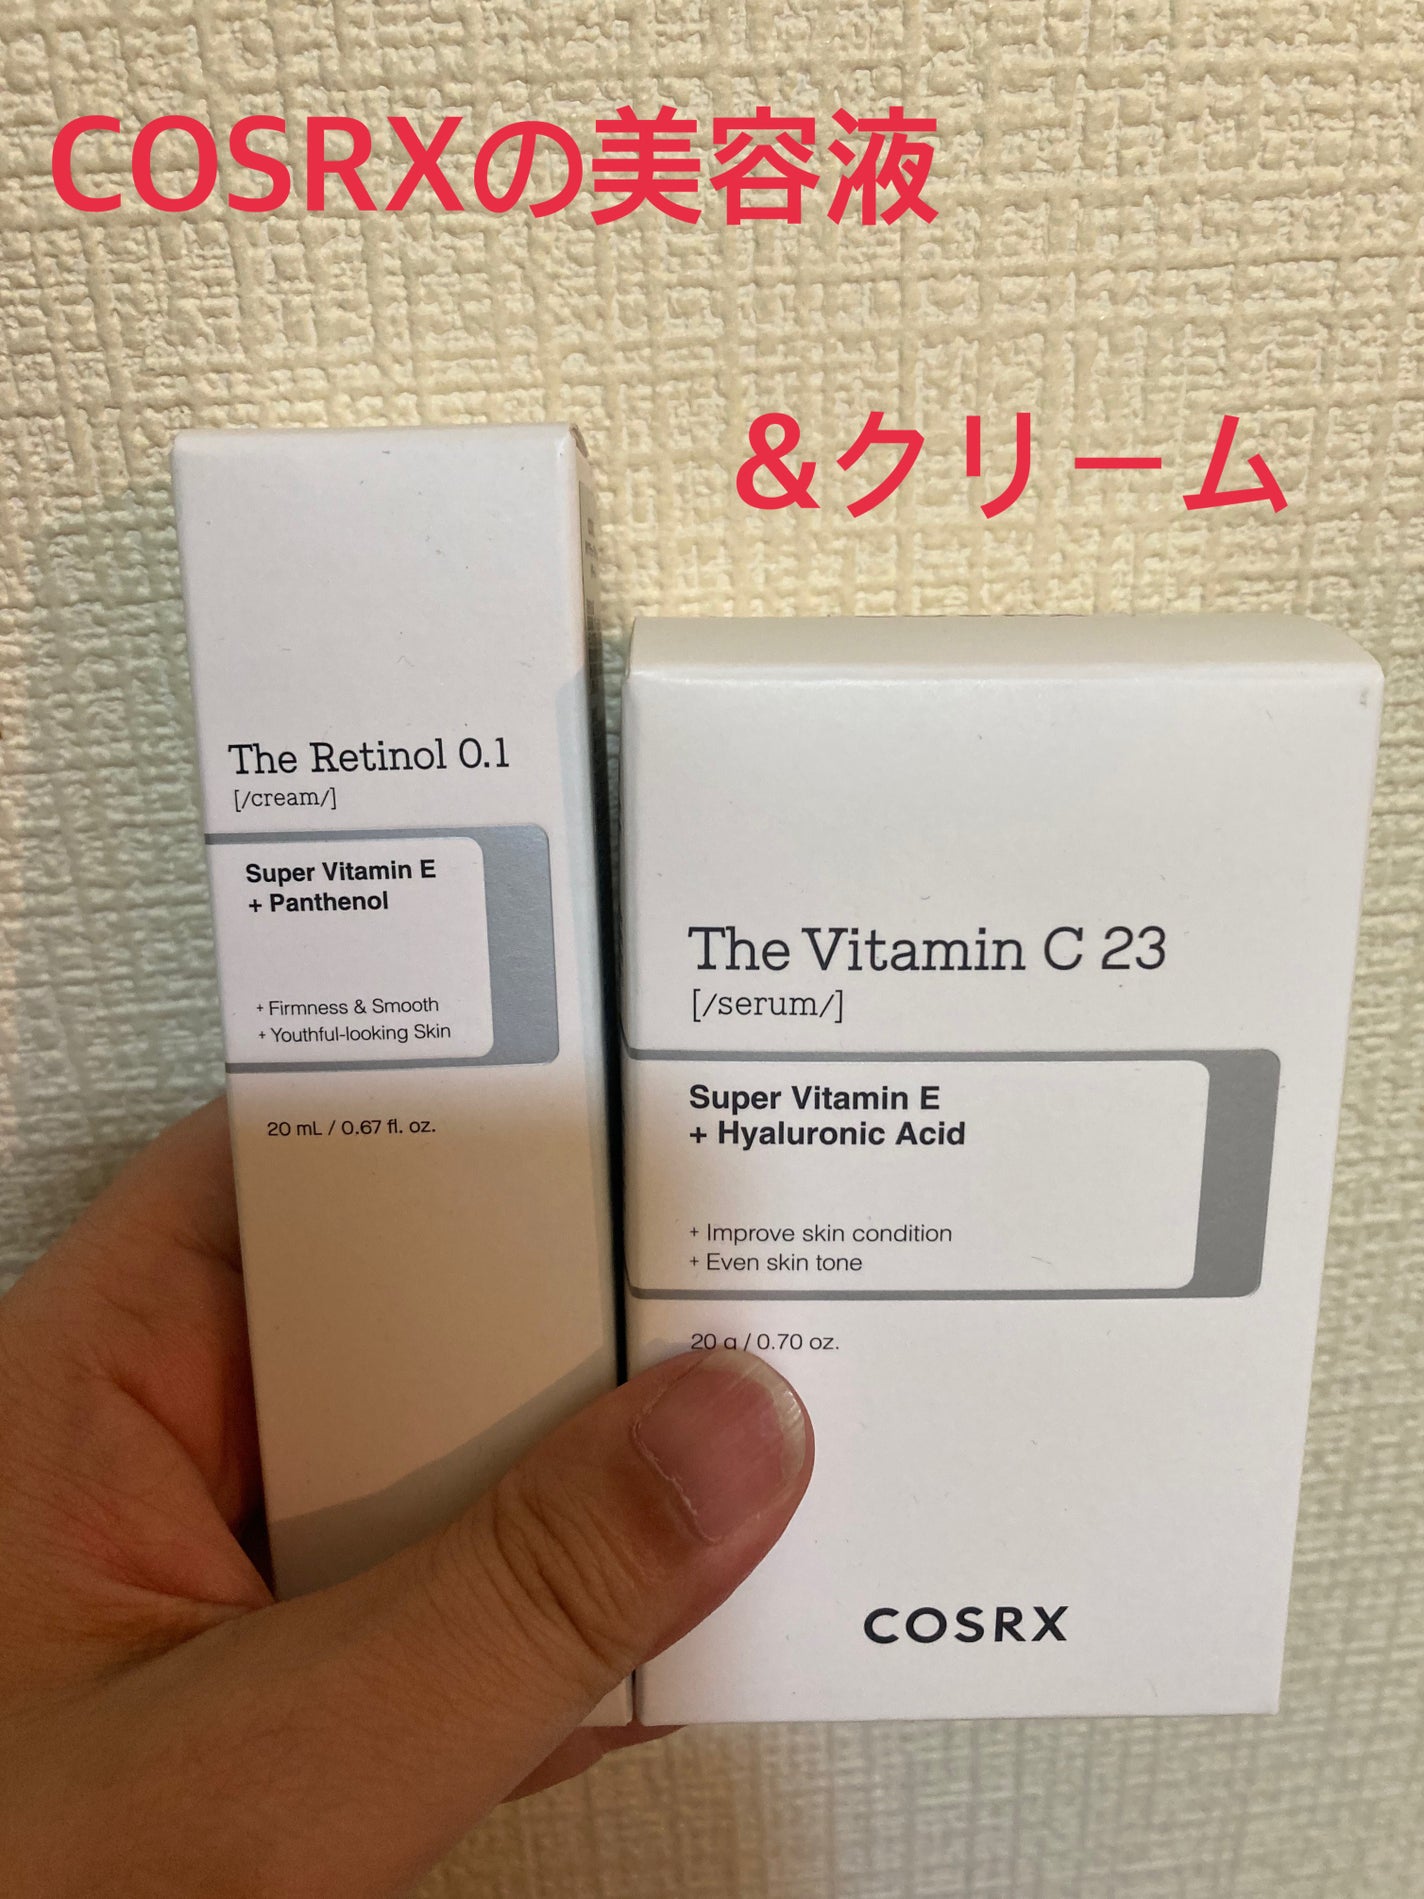 COSRXの美容液
&クリーム
The Retinol 0.1
[/cream/]
Super Vitamin E
+ Panthenol
+ Firmness & Smooth
+ Youthful-looking Skin
20 mL / 0.67 fl. oz.
The Vitamin C 23
[/serum/]
Super Vitamin E
+ Hyaluronic Acid
+ Improve skin condition
+ Even skin tone
20 g / 0.70 oz.
COSRX